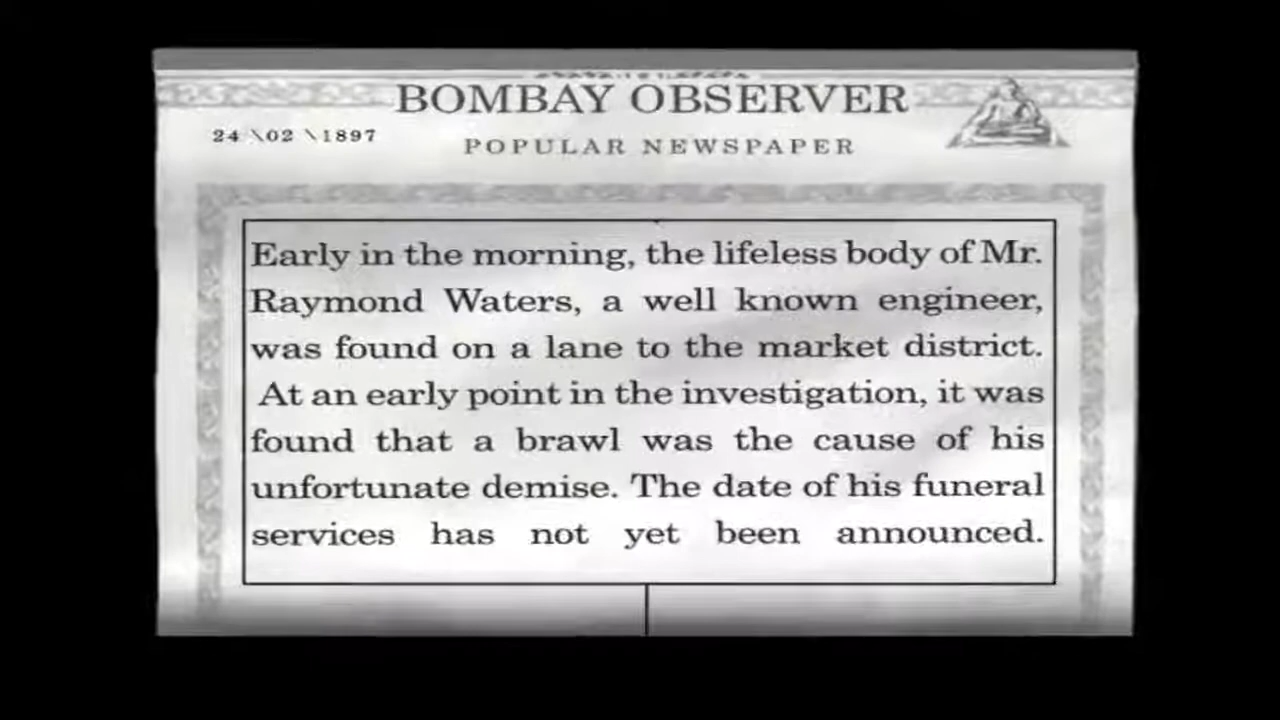 BOMBAY OBSERVER
24 \02 \1897
POPULAR NEWSPAPER
Early in the morning, the lifeless body of Mr.
Raymond Waters, a well known engineer,
was found on a lane to the market district.
At an early point in the investigation, it was
found that a brawl was the cause of his
unfortunate demise. The date of his funeral
services has not yet been announced.